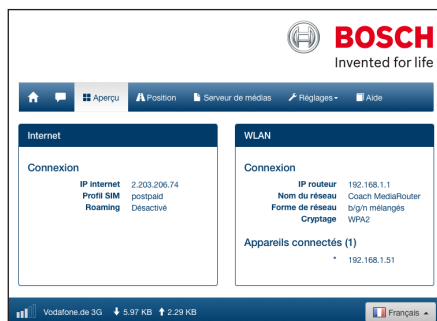 BOSCH
Invented for life
Aperçu Position Serveur de médias Réglages Aide
Internet
Connexion
IP internet 2.203.206.74
Profil SIM postpaid
Roaming Désactivé
WLAN
Connexion
IP routeur 192.168.1.1
Nom du réseau Coach MediaRouter
Forme de réseau b/g/n mélangés
Cryptage WPA2
Appareils connectés (1)
* 192.168.1.51
Vodafone.de 3G 5.97 KB 2.29 KB
Français